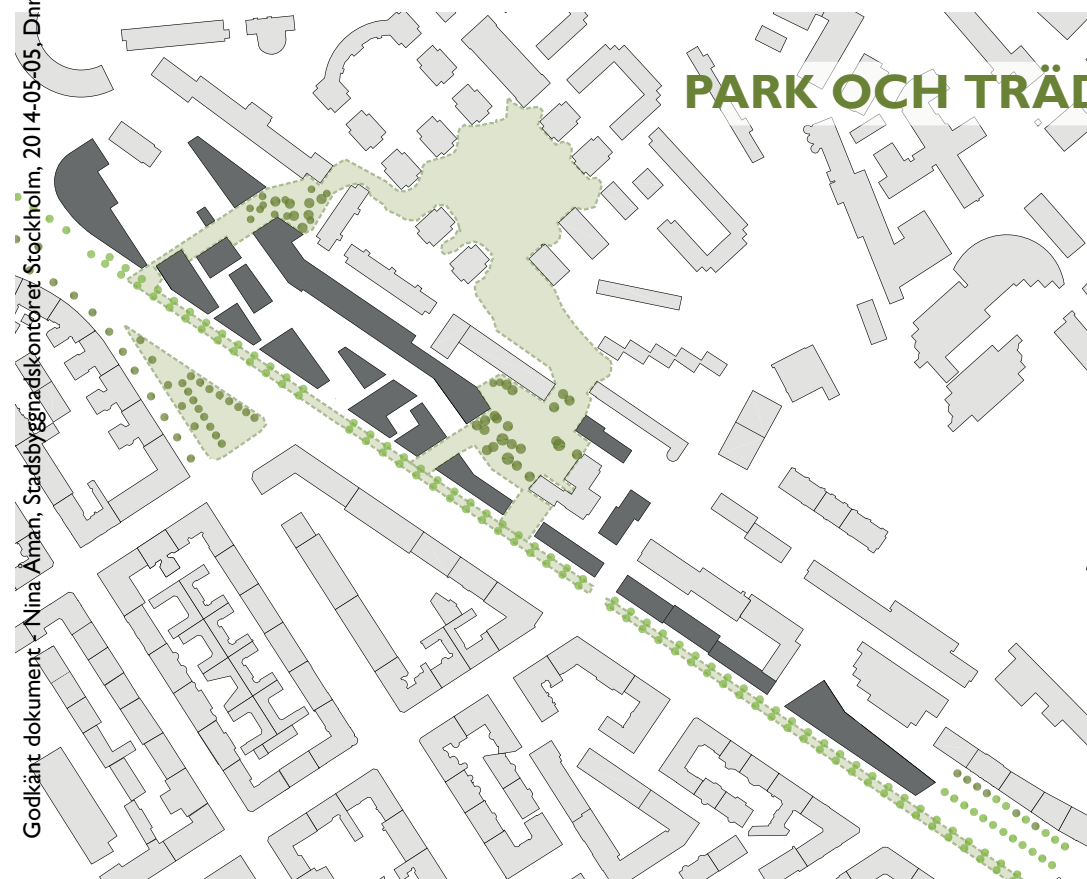 PARK OCH TRÄD
Godkänt dokument - Nina Åman, Stadsbyggnadskontoret Stockholm, 2014-05-05, Dnr